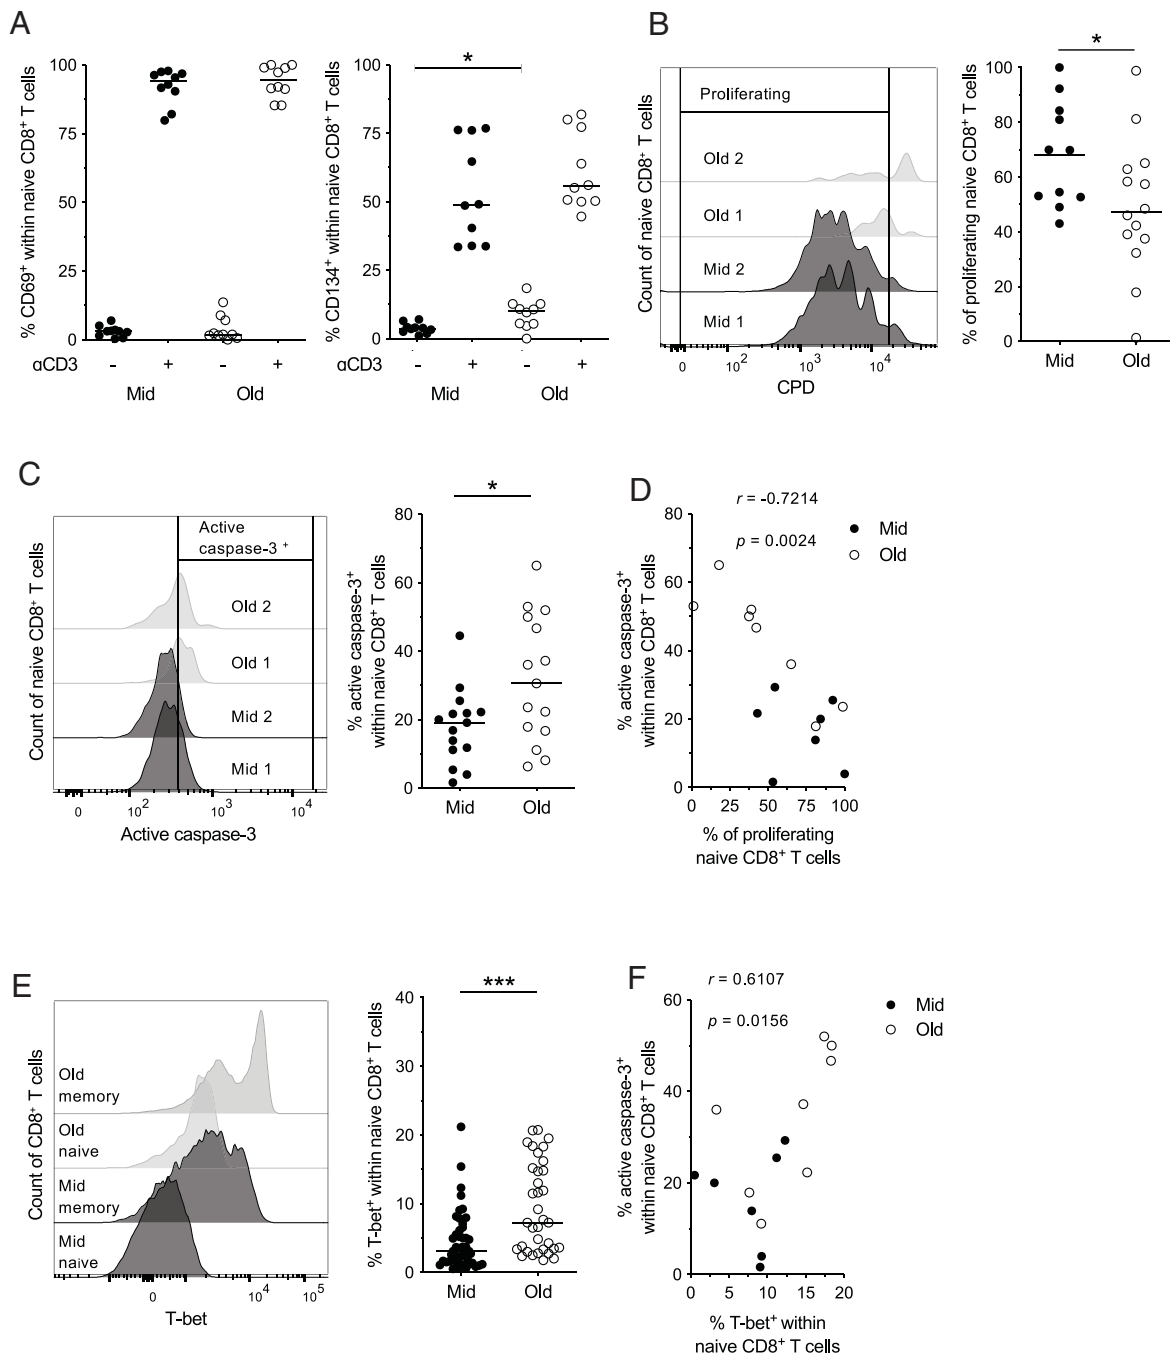 A
% CD69⁺ within naive CD8⁺ T cells
100
75
50
25
0
αCD3 - + - +
Mid Old
% CD134⁺ within naive CD8⁺ T cells
100
75
50
25
0
*
- + - +
Mid Old
B
Count of naive CD8⁺ T cells
Proliferating
Old 2
Old 1
Mid 2
Mid 1
0 10² 10³ 10⁴
CPD
% of proliferating naive CD8⁺ T cells
*
100
80
60
40
20
0
Mid Old
C
Count of naive CD8⁺ T cells
Active
caspase-3 ⁺
Old 2
Old 1
Mid 2
Mid 1
0 10² 10³ 10⁴
Active caspase-3
% active caspase-3⁺
within naive CD8⁺ T cells
*
80
60
40
20
0
Mid Old
D
r = -0.7214
p = 0.0024
Mid
Old
% active caspase-3⁺
within naive CD8⁺ T cells
80
60
40
20
0
0 25 50 75 100
% of proliferating
naive CD8⁺ T cells
E
Count of CD8⁺ T cells
Old
memory
Old
naive
Mid
memory
Mid
naive
0 10⁴ 10⁵
T-bet
% T-bet⁺ within naive CD8⁺ T cells
***
40
30
20
10
0
Mid Old
F
r = 0.6107
p = 0.0156
Mid
Old
% active caspase-3⁺
within naive CD8⁺ T cells
60
40
20
0
0 5 10 15 20
% T-bet⁺ within
naive CD8⁺ T cells